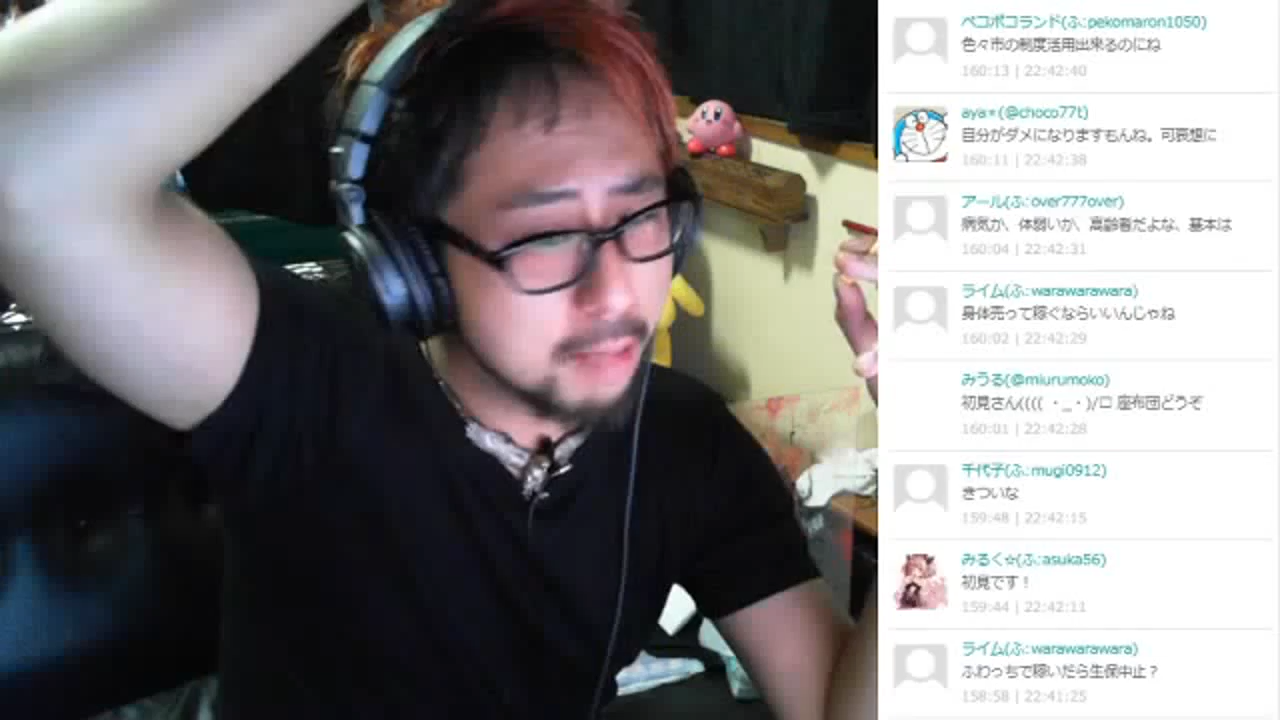 ペコポコランド(ふ:pekomaron1050)
色々市の制度活用出来るのにね
160:13 | 22:42:40
aya*(@choco77t)
自分がダメになりますもんね。可哀想に
160:11 | 22:42:38
アール(ふ:over777over)
病気か、体弱いか、高齢者だよな、基本は
160:04 | 22:42:31
ライム(ふ:warawarawara)
身体売って稼ぐならいいんじゃね
160:02 | 22:42:29
みうる(@miurumoko)
初見さん(((( ・__・)/ロ 座布団どうぞ
160:01 | 22:42:28
千代子(ふ:mugi0912)
きついな
159:48 | 22:42:15
みるく☆(ふ:asuka56)
初見です！
159:44 | 22:42:11
ライム(ふ:warawarawara)
ふわっちで稼いだら生保中止？
158:58 | 22:41:25